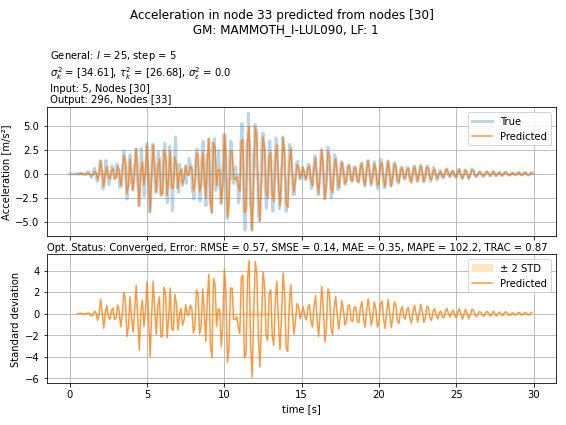 Acceleration in node 33 predicted from nodes [30]
GM: MAMMOTH_I-LUL090, LF: 1
General: l = 25, step = 5
σ²ₖ = [34.61], τ²ₖ = [26.68], σ²ε = 0.0
Input: 5, Nodes [30]
Output: 296, Nodes [33]
Acceleration [m/s²]
5.0
2.5
0.0
−2.5
−5.0
True
Predicted
Opt. Status: Converged, Error: RMSE = 0.57, SMSE = 0.14, MAE = 0.35, MAPE = 102.2, TRAC = 0.87
Standard deviation
4
2
0
−2
−4
−6
± 2 STD
Predicted
0 5 10 15 20 25 30
time [s]